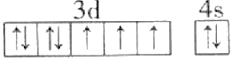 3d 4s
↑↓ ↑↓ ↑ ↑ ↑ ↑↓